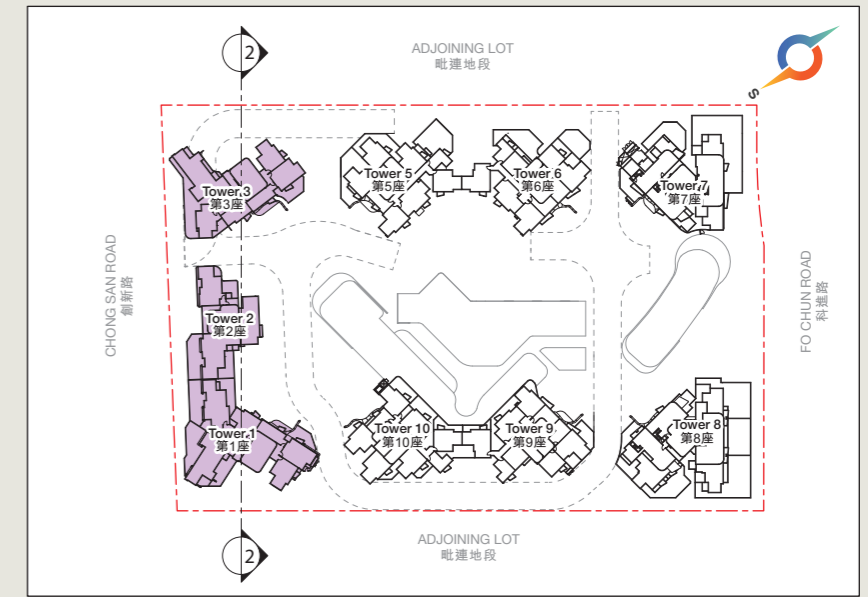 2
ADJOINING LOT
毗連地段
S
Tower 3
第3座
Tower 5
第5座
Tower 6
第6座
Tower 7
第7座
CHONG SAN ROAD
創新路
FO CHUN ROAD
科進路
Tower 2
第2座
Tower 1
第1座
Tower 10
第10座
Tower 9
第9座
Tower 8
第8座
2
ADJOINING LOT
毗連地段